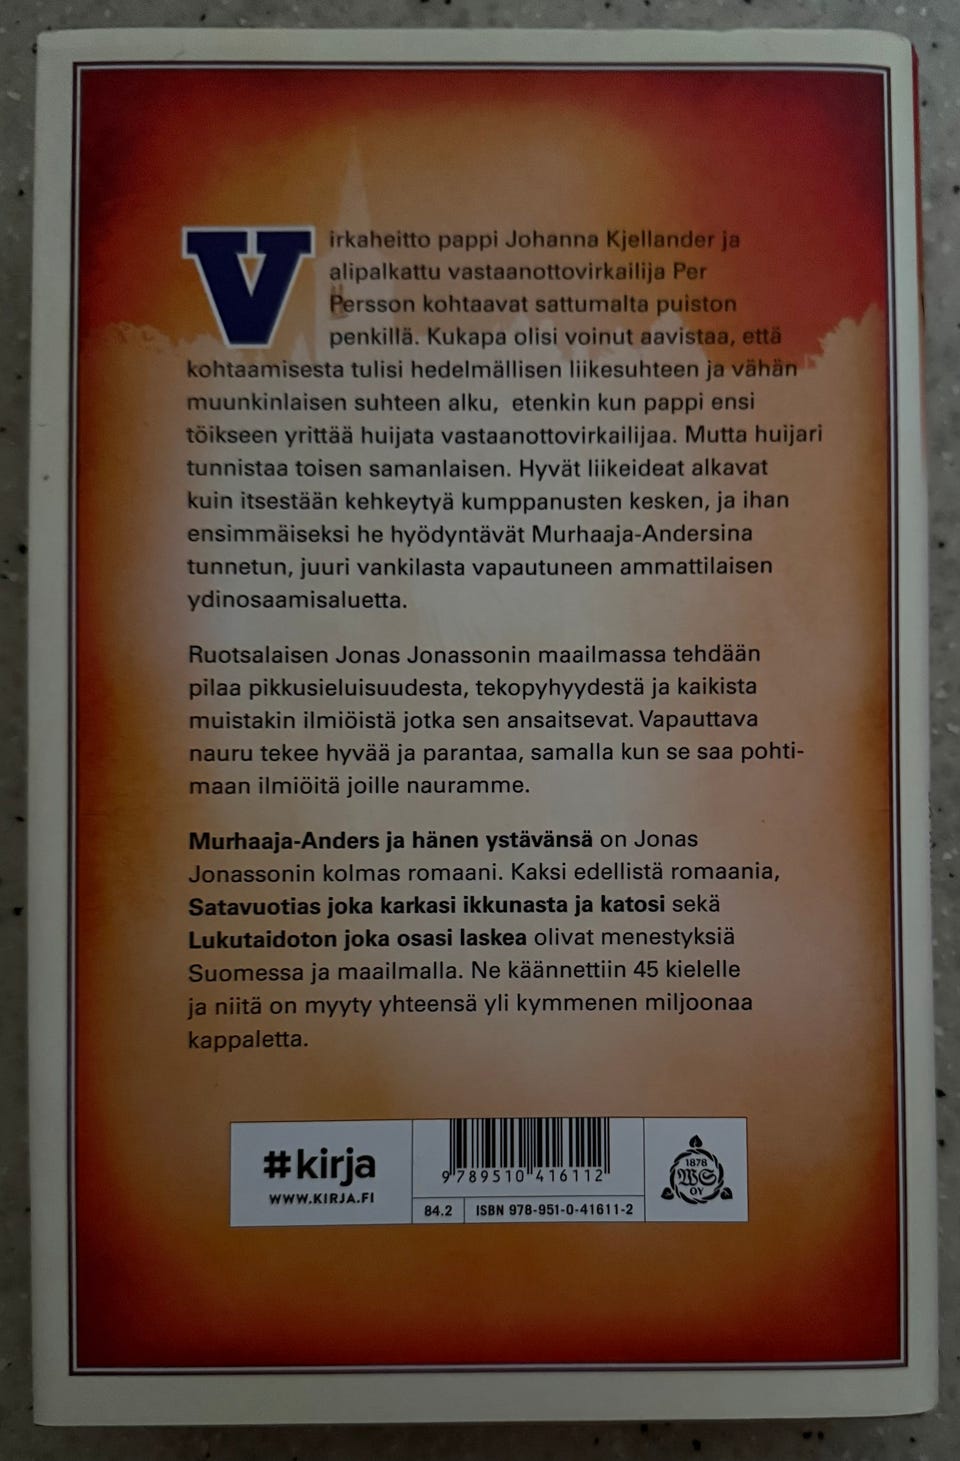 Virkaheitto pappi Johanna Kjellander ja
alipalkattu vastaanottovirkailija Per
Persson kohtaavat sattumalta puiston
penkillä. Kukapa olisi voinut aavistaa, että
kohtaamisesta tulisi hedelmällisen liikesuhteen ja vähän
muunkinlaisen suhteen alku, etenkin kun pappi ensi
töikseen yrittää huijata vastaanottovirkailijaa. Mutta huijari
tunnistaa toisen samanlaisen. Hyvät liikeideat alkavat
kuin itsestään kehkeytyä kumppanusten kesken, ja ihan
ensimmäiseksi he hyödyntävät Murhaaja-Andersina
tunnetun, juuri vankilasta vapautuneen ammattilaisen
ydinosaamisaluetta.
Ruotsalaisen Jonas Jonassonin maailmassa tehdään
pilaa pikkusieluisuudesta, tekopyhyydestä ja kaikista
muistakin ilmiöistä jotka sen ansaitsevat. Vapauttava
nauru tekee hyvää ja parantaa, samalla kun se saa pohti-
maan ilmiöitä joille nauramme.
Murhaaja-Anders ja hänen ystävänsä on Jonas
Jonassonin kolmas romaani. Kaksi edellistä romaania,
Satavuotias joka karkasi ikkunasta ja katosi sekä
Lukutaidoton joka osasi laskea olivat menestyksiä
Suomessa ja maailmalla. Ne käännettiin 45 kielelle
ja niitä on myyty yhteensä yli kymmenen miljoonaa
kappaletta.
#kirja
WWW.KIRJA.FI
9 789510 416112
84.2 ISBN 978-951-0-41611-2
1878
WS
OY